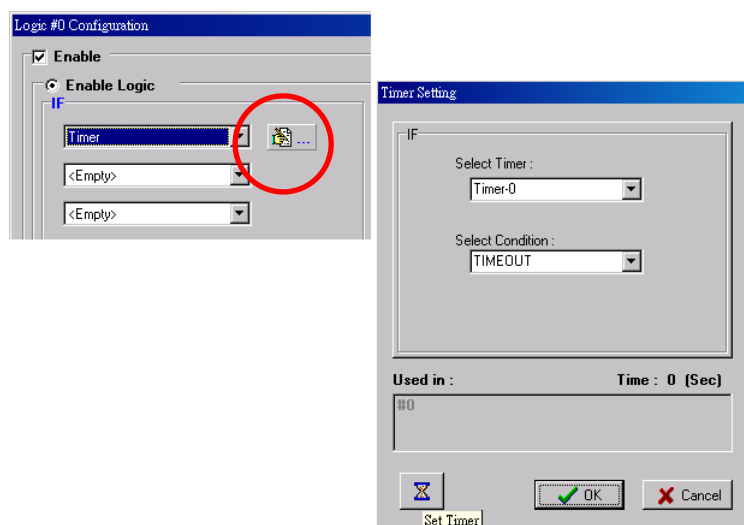 Logic #0 Configuration
Enable
Enable Logic
IF
Timer
...
<Empty>
<Empty>
Timer Setting
IF
Select Timer :
Timer-0
Select Condition :
TIMEOUT
Used in :
Time : 0 (Sec)
#0
OK
Cancel
Set Timer